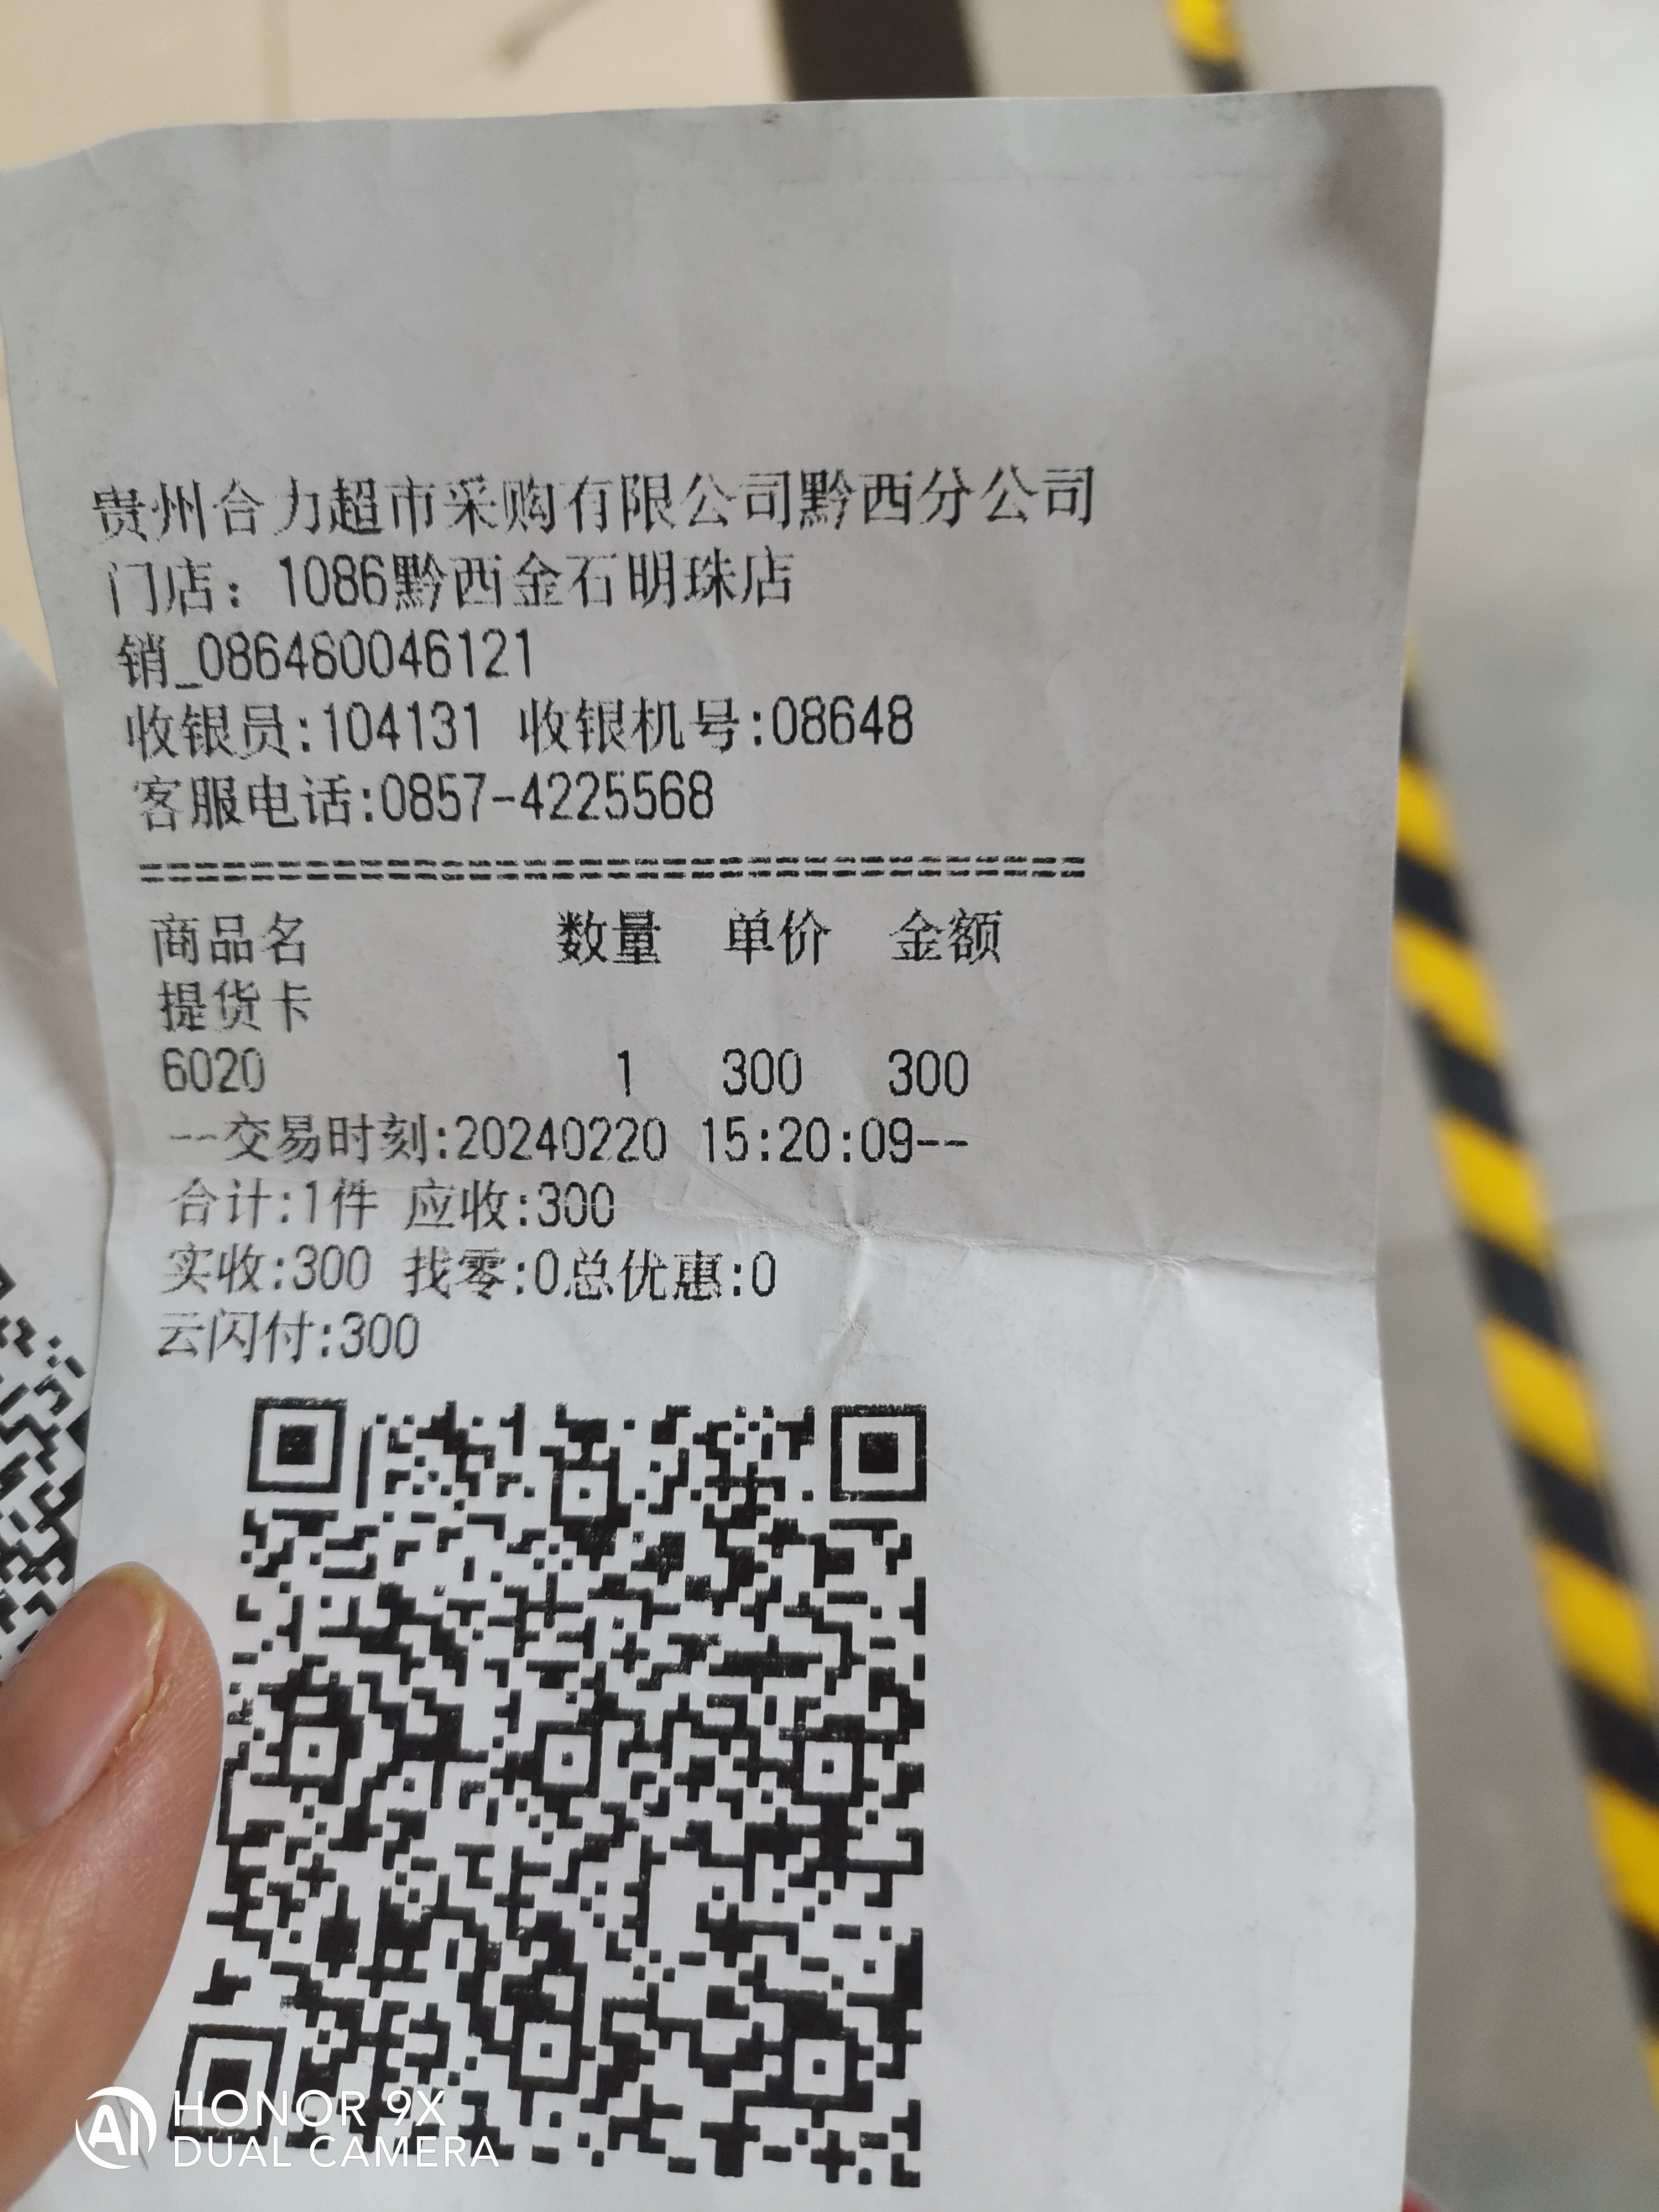 贵州合力超市采购有限公司黔西分公司
门店：1086黔西金石明珠店
销_086480046121
收银员:104131 收银机号:08648
客服电话:0857-4225568
==================================
商品名 数量 单价 金额
提货卡
6020 1 300 300
--交易时刻:20240220 15:20:09--
合计:1件 应收:300
实收:300 找零:0总优惠:0
云闪付:300
AI HONOR 9X
DUAL CAMERA